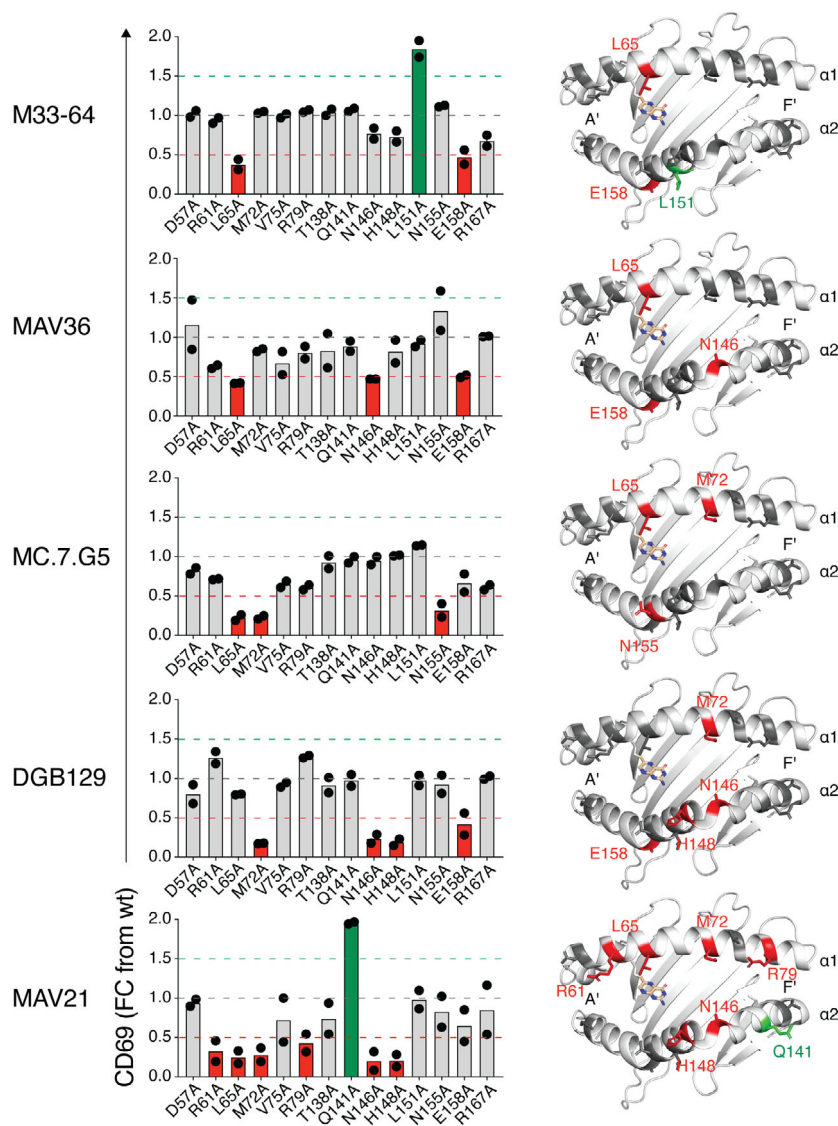 M33-64
2.0
1.5
1.0
0.5
0.0
D57A
R61A
L65A
M72A
V75A
R79A
T138A
Q141A
N146A
H148A
L151A
N155A
E158A
R167A
L65
α1
A'
F'
α2
E158
L151
MAV36
2.0
1.5
1.0
0.5
0.0
D57A
R61A
L65A
M72A
V75A
R79A
T138A
Q141A
N146A
H148A
L151A
N155A
E158A
R167A
L65
α1
A'
F'
N146
α2
E158
MC.7.G5
2.0
1.5
1.0
0.5
0.0
D57A
R61A
L65A
M72A
V75A
R79A
T138A
Q141A
N146A
H148A
L151A
N155A
E158A
R167A
L65
M72
α1
A'
F'
α2
N155
DGB129
2.0
1.5
1.0
0.5
0.0
D57A
R61A
L65A
M72A
V75A
R79A
T138A
Q141A
N146A
H148A
L151A
N155A
E158A
R167A
M72
α1
A'
F'
N146
α2
E158
H148
MAV21
CD69 (FC from wt)
2.0
1.5
1.0
0.5
0.0
D57A
R61A
L65A
M72A
V75A
R79A
T138A
Q141A
N146A
H148A
L151A
N155A
E158A
R167A
L65
M72
α1
R61
R79
A'
F'
N146
α2
H148
Q141